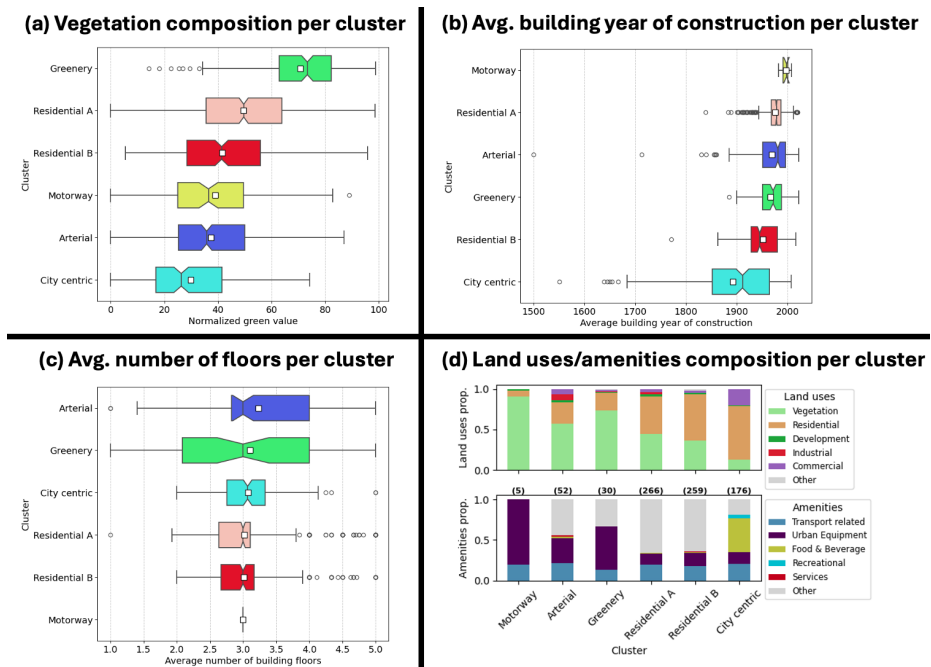 (a) Vegetation composition per cluster
Cluster
Greenery
Residential A
Residential B
Motorway
Arterial
City centric
0 20 40 60 80 100
Normalized green value
(b) Avg. building year of construction per cluster
Cluster
Motorway
Residential A
Arterial
Greenery
Residential B
City centric
1500 1600 1700 1800 1900 2000
Average building year of construction
(c) Avg. number of floors per cluster
Cluster
Arterial
Greenery
City centric
Residential A
Residential B
Motorway
1.0 1.5 2.0 2.5 3.0 3.5 4.0 4.5 5.0
Average number of building floors
(d) Land uses/amenities composition per cluster
Land uses prop.
1.0
0.5
0.0
Land uses
Vegetation
Residential
Development
Industrial
Commercial
Other
(5) (52) (30) (266) (259) (176)
Amenities prop.
1.0
0.5
0.0
Amenities
Transport related
Urban Equipment
Food & Beverage
Recreational
Services
Other
Motorway Arterial Greenery Residential A Residential B City centric
Cluster